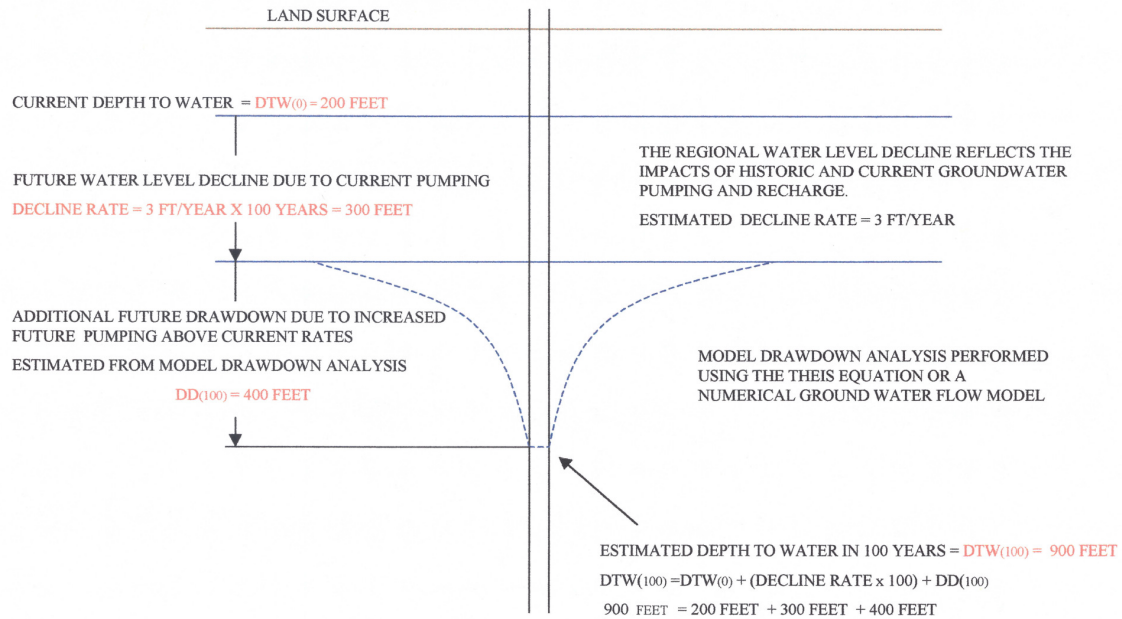 LAND SURFACE
CURRENT DEPTH TO WATER = DTW(0) = 200 FEET
FUTURE WATER LEVEL DECLINE DUE TO CURRENT PUMPING
DECLINE RATE = 3 FT/YEAR X 100 YEARS = 300 FEET
THE REGIONAL WATER LEVEL DECLINE REFLECTS THE
IMPACTS OF HISTORIC AND CURRENT GROUNDWATER
PUMPING AND RECHARGE.
ESTIMATED DECLINE RATE = 3 FT/YEAR
ADDITIONAL FUTURE DRAWDOWN DUE TO INCREASED
FUTURE PUMPING ABOVE CURRENT RATES
ESTIMATED FROM MODEL DRAWDOWN ANALYSIS
DD(100) = 400 FEET
MODEL DRAWDOWN ANALYSIS PERFORMED
USING THE THEIS EQUATION OR A
NUMERICAL GROUND WATER FLOW MODEL
ESTIMATED DEPTH TO WATER IN 100 YEARS = DTW(100) = 900 FEET
DTW(100) =DTW(0) + (DECLINE RATE x 100) + DD(100)
900 FEET = 200 FEET + 300 FEET + 400 FEET